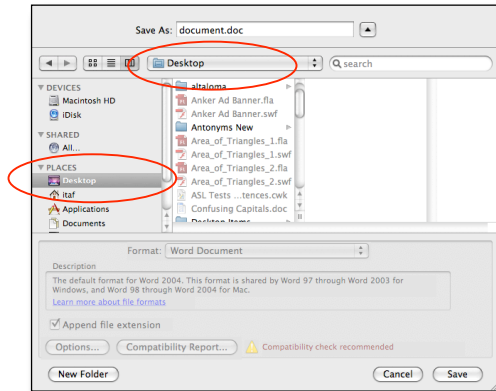 Save As: document.doc
Desktop
search
DEVICES
Macintosh HD
iDisk
SHARED
All...
PLACES
Desktop
itaf
Applications
Documents
altaloma
Anker Ad Banner.fla
Anker Ad Banner.swf
Antonyms New
Area_of_Triangles_1.fla
Area_of_Triangles_1.swf
Area_of_Triangles_2.fla
Area_of_Triangles_2.swf
ASL Tests ...tences.cwk
Confusing Capitals.doc
Desktop Items
Format: Word Document
Description
The default format for Word 2004. This format is shared by Word 97 through Word 2003 for
Windows, and Word 98 through Word 2004 for Mac.
Learn more about file formats
Append file extension
Options... Compatibility Report... Compatibility check recommended
New Folder Cancel Save